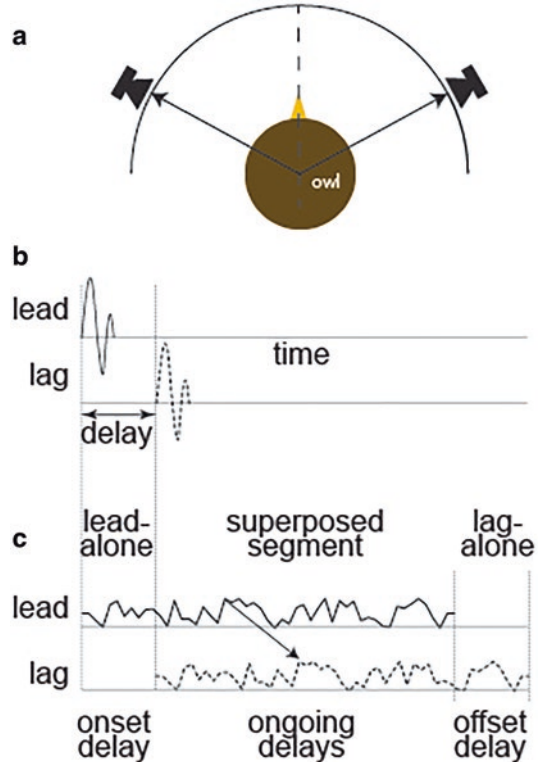 a
owl
b
lead
time
lag
delay
lead-
alone
superposed
segment
lag-
alone
c
lead
lag
onset
delay
ongoing
delays
offset
delay